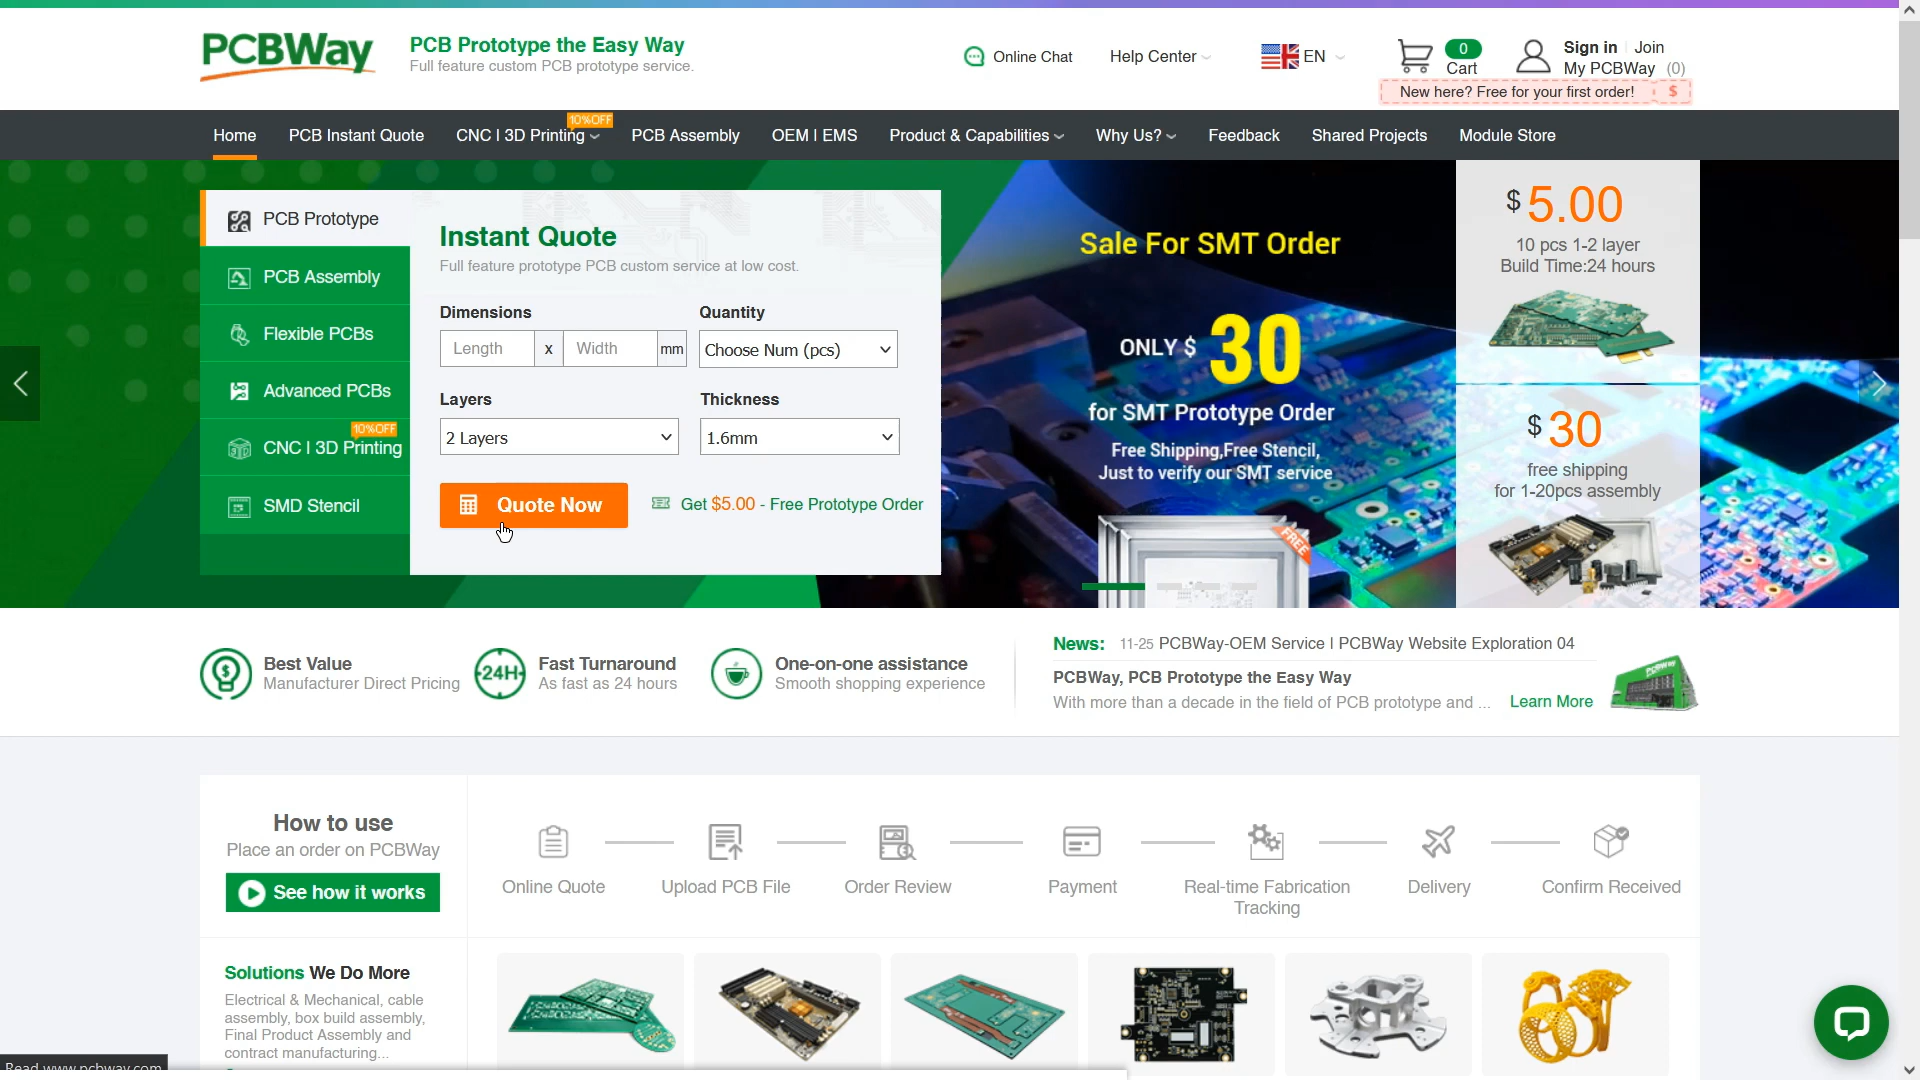 PCBWay
PCB Prototype the Easy Way
Full feature custom PCB prototype service.
Online Chat
Help Center
EN
0
Cart
Sign in
Join
My PCBWay (0)
New here? Free for your first order! $
Home
PCB Instant Quote
CNC | 3D Printing
10%OFF
PCB Assembly
OEM | EMS
Product & Capabilities
Why Us?
Feedback
Shared Projects
Module Store
PCB Prototype
PCB Assembly
Flexible PCBs
Advanced PCBs
10%OFF
CNC | 3D Printing
SMD Stencil
Instant Quote
Full feature prototype PCB custom service at low cost.
Dimensions
Quantity
Length x Width mm
Choose Num (pcs)
Layers
Thickness
2 Layers
1.6mm
Quote Now
Get $5.00 - Free Prototype Order
Sale For SMT Order
ONLY $ 30
for SMT Prototype Order
Free Shipping,Free Stencil,
Just to verify our SMT service
FREE
$ 5.00
10 pcs 1-2 layer
Build Time:24 hours
$ 30
free shipping
for 1-20pcs assembly
Best Value
Manufacturer Direct Pricing
24H
Fast Turnaround
As fast as 24 hours
One-on-one assistance
Smooth shopping experience
News: 11-25 PCBWay-OEM Service | PCBWay Website Exploration 04
PCBWay, PCB Prototype the Easy Way
With more than a decade in the field of PCB prototype and ... Learn More
PCBWay
How to use
Place an order on PCBWay
See how it works
Online Quote
Upload PCB File
Order Review
Payment
Real-time Fabrication
Tracking
Delivery
Confirm Received
Solutions We Do More
Electrical & Mechanical, cable
assembly, box build assembly,
Final Product Assembly and
contract manufacturing...
Read www.pcbway.com